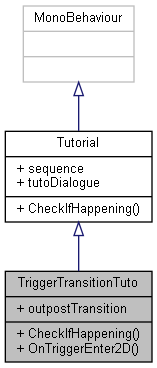 MonoBehaviour
Tutorial
+ sequence
+ tutoDialogue
+ CheckIfHappening()
TriggerTransitionTuto
+ outpostTransition
+ CheckIfHappening()
+ OnTriggerEnter2D()